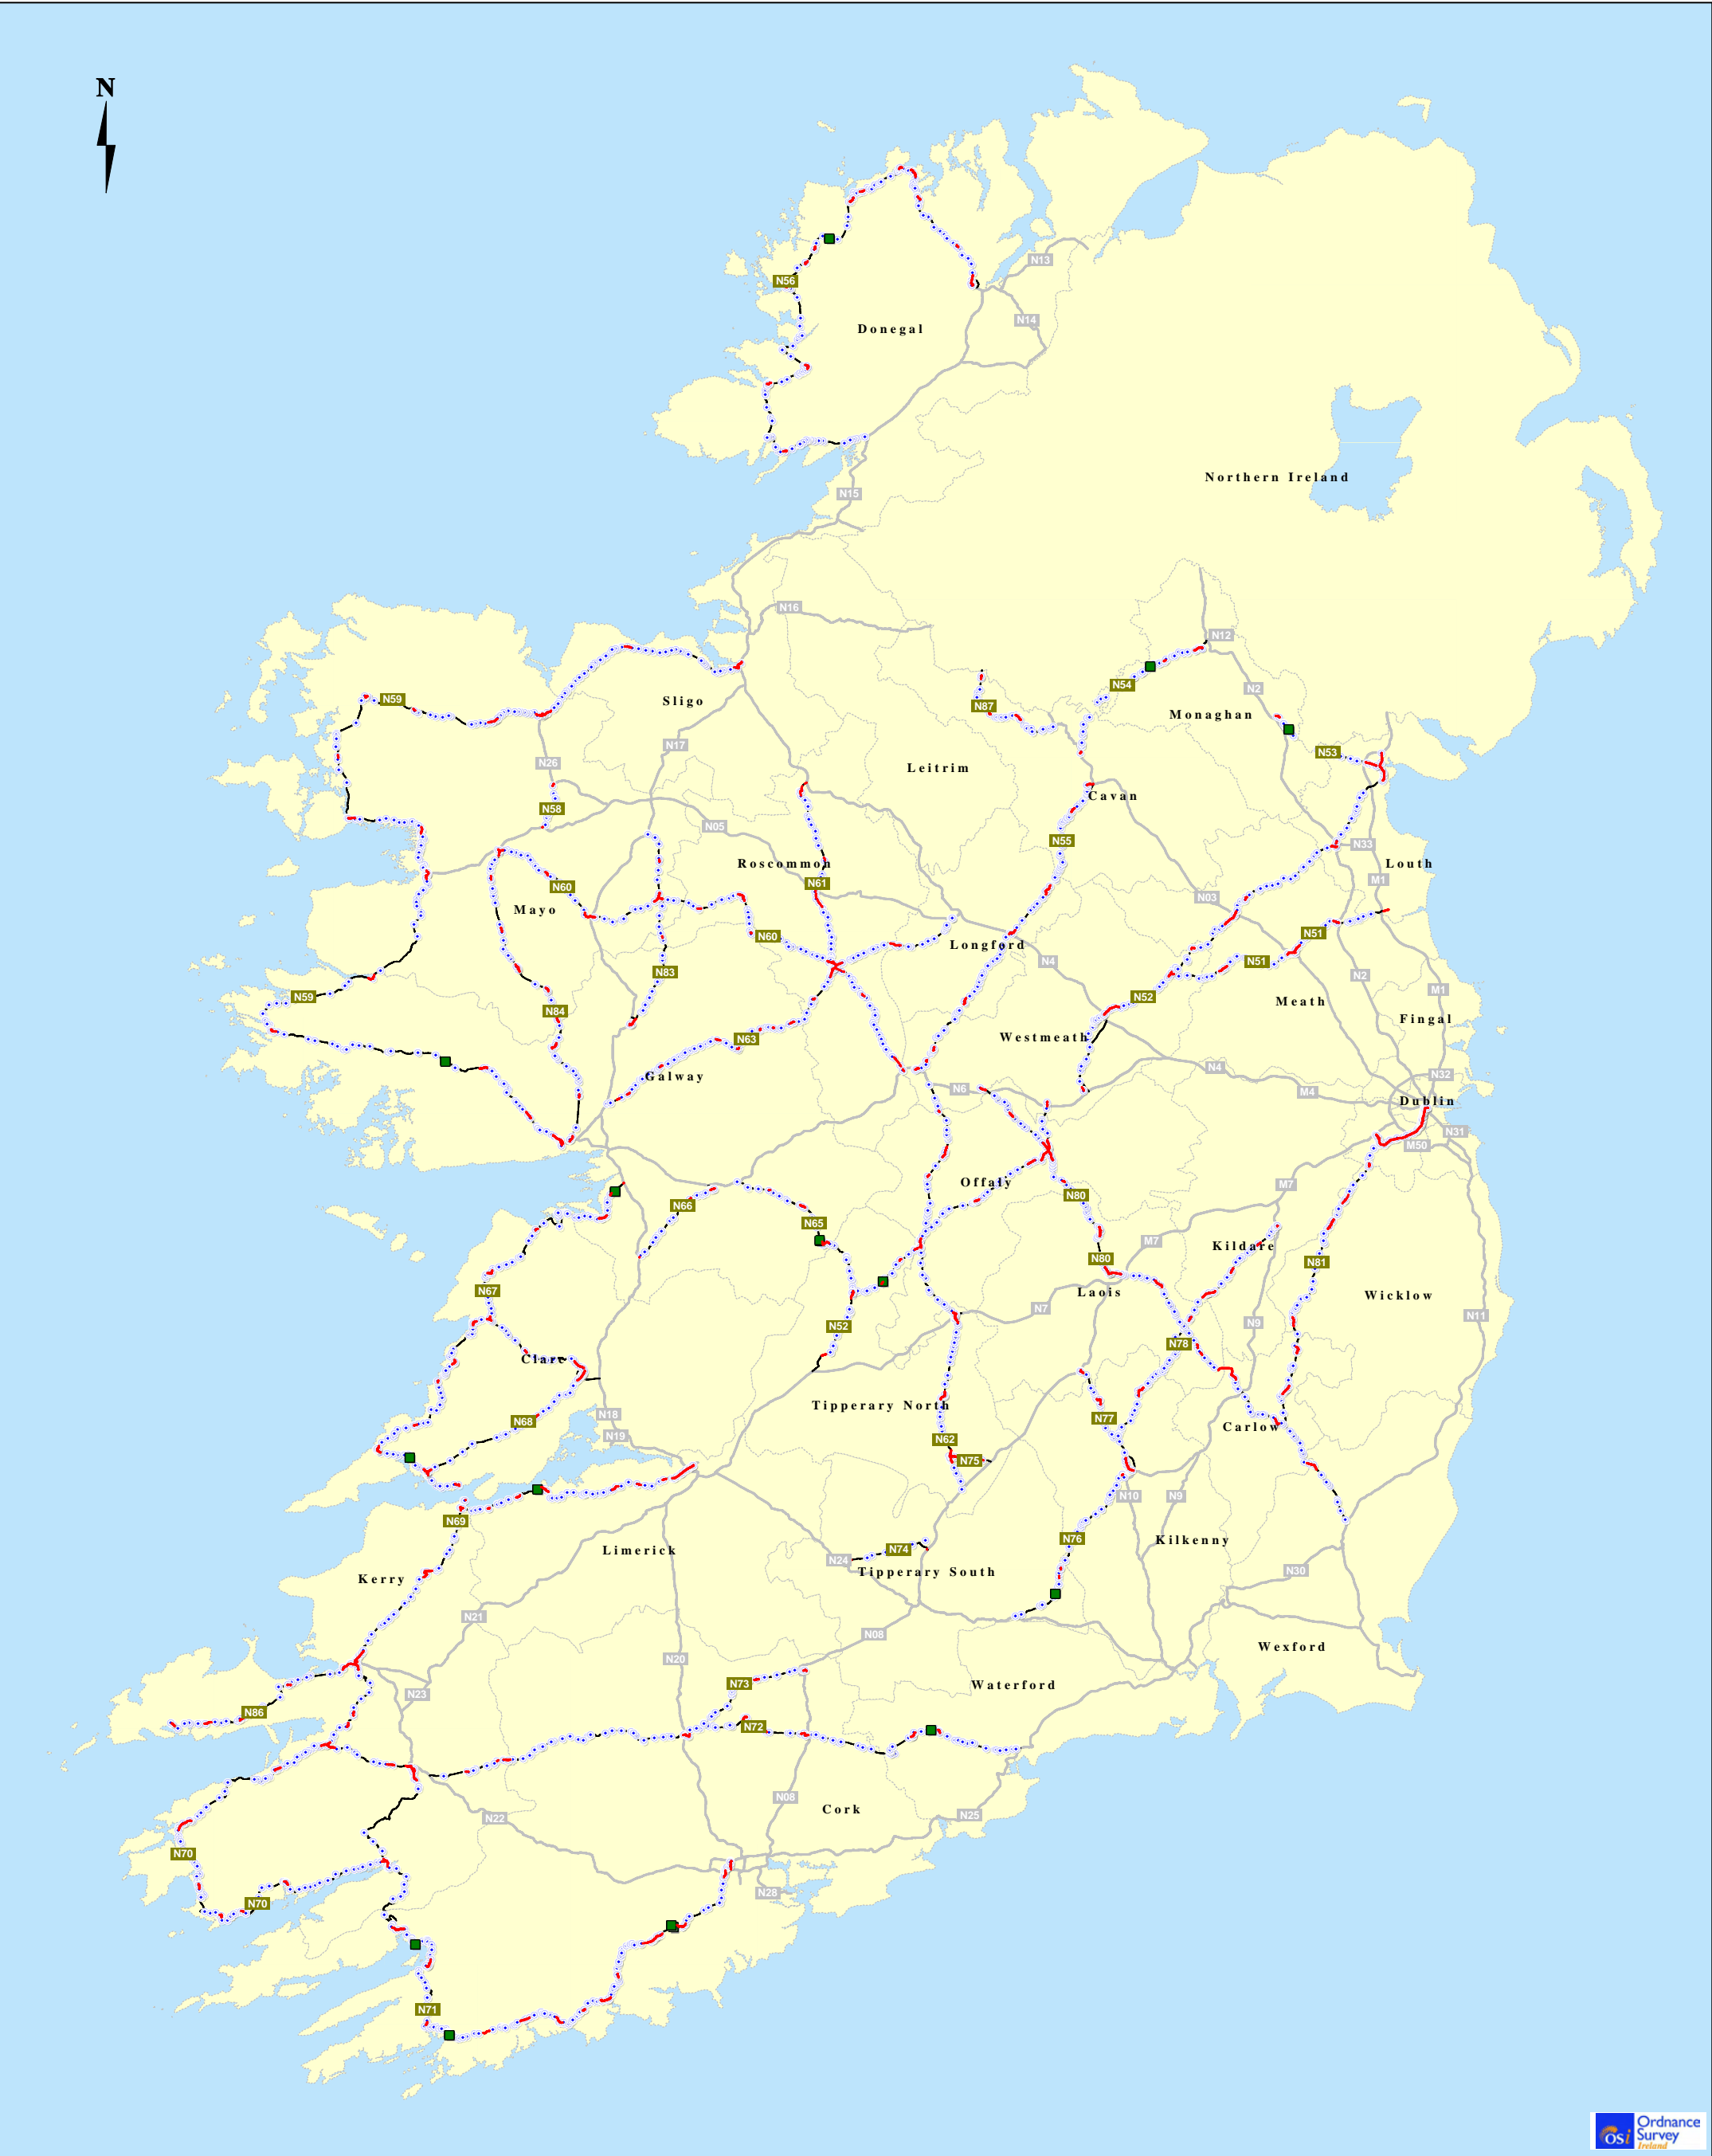 N
N13
N56
N14
Donegal
Northern Ireland
N15
N16
N12
N54
N2
N59
Sligo
N87
Monaghan
N17
N53
N26
Leitrim
Cavan
N58
N05
N55
N33
Roscommon
Louth
N61
M1
N60
N03
Mayo
N60
N51
Longford
N4
N51
N83
N2
N59
N52
M1
Meath
N84
Fingal
N63
Westmeath
N4
N32
Galway
N6
M4
Dublin
N31
M50
Offaly
M7
N80
N66
N65
M7
Kildare
N80
N81
N67
Laois
Wicklow
N7
N11
N52
N9
N78
Clare
Tipperary North
N18
N77
N68
Carlow
N19
N62
N75
N10
N9
N69
N76
Kilkenny
Limerick
N74
N24
Tipperary South
N30
Kerry
N21
N08
Wexford
N20
N73
Waterford
N23
N86
N72
N08
Cork
N25
N22
N70
N28
N70
N71
osi
Ordnance
Survey
Ireland